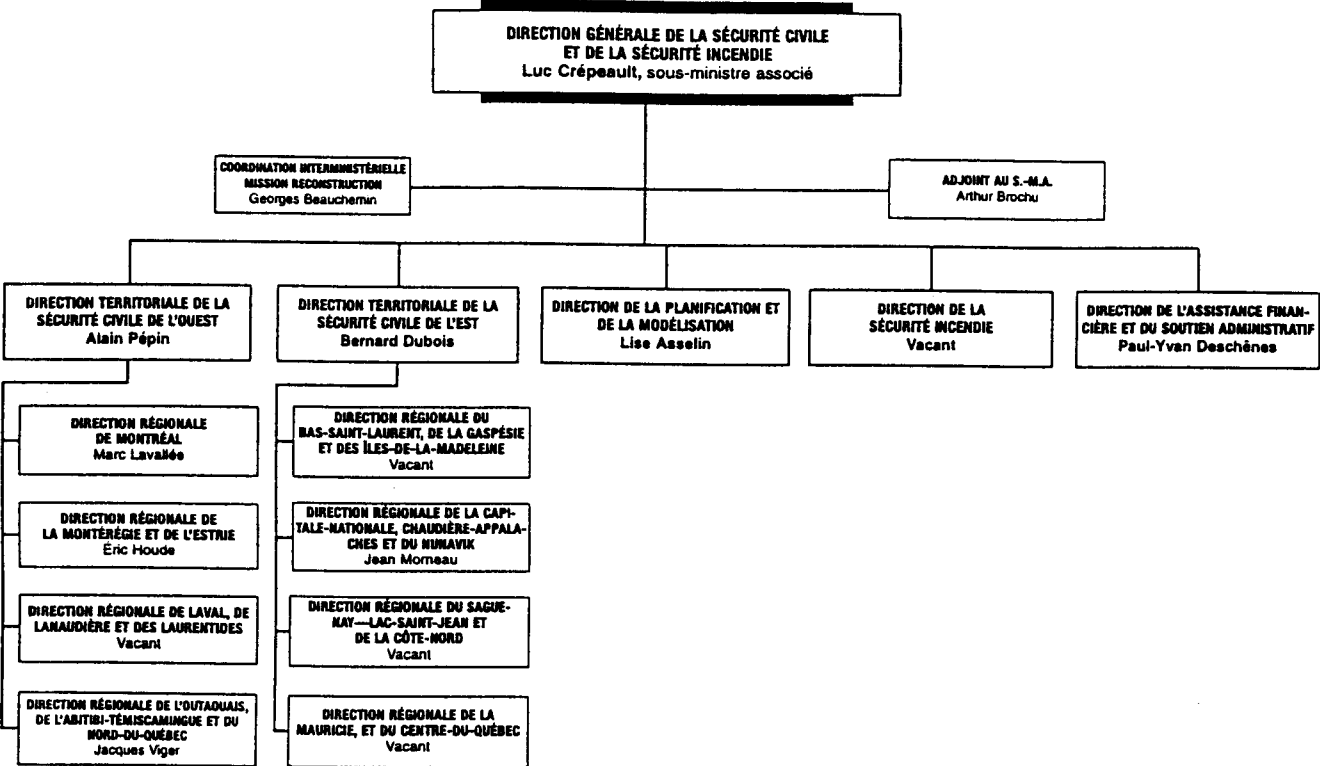 DIRECTION GÉNÉRALE DE LA SÉCURITÉ CIVILE
ET DE LA SÉCURITÉ INCENDIE
Luc Crépeault, sous-ministre associé
COORDINATION INTERMINISTÉRIELLE
MISSION RECONSTRUCTION
Georges Beauchemin
ADJOINT AU S.-M.A.
Arthur Brochu
DIRECTION TERRITORIALE DE LA
SÉCURITÉ CIVILE DE L'OUEST
Alain Pépin
DIRECTION TERRITORIALE DE LA
SÉCURITÉ CIVILE DE L'EST
Bernard Dubois
DIRECTION DE LA PLANIFICATION ET
DE LA MODÉLISATION
Lise Asselin
DIRECTION DE LA
SÉCURITÉ INCENDIE
Vacant
DIRECTION DE L'ASSISTANCE FINAN-
CIÈRE ET DU SOUTIEN ADMINISTRATIF
Paul-Yvan Deschênes
DIRECTION RÉGIONALE
DE MONTRÉAL
Marc Lavallée
DIRECTION RÉGIONALE DE
LA MONTÉRÉGIE ET DE L'ESTRIE
Éric Houde
DIRECTION RÉGIONALE DE LAVAL, DE
LANAUDIÈRE ET DES LAURENTIDES
Vacant
DIRECTION RÉGIONALE DE L'OUTAOUAIS,
DE L'ABITIBI-TÉMISCAMINGUE ET DU
NORD-DU-QUÉBEC
Jacques Viger
DIRECTION RÉGIONALE DU
BAS-SAINT-LAURENT, DE LA GASPÉSIE
ET DES ÎLES-DE-LA-MADELEINE
Vacant
DIRECTION RÉGIONALE DE LA CAPI-
TALE-NATIONALE, CHAUDIÈRE-APPALA-
CHES ET DU NUNAVIK
Jean Morneau
DIRECTION RÉGIONALE DU SAGUE-
NAY—LAC-SAINT-JEAN ET
DE LA CÔTE-NORD
Vacant
DIRECTION RÉGIONALE DE LA
MAURICIE, ET DU CENTRE-DU-QUÉBEC
Vacant